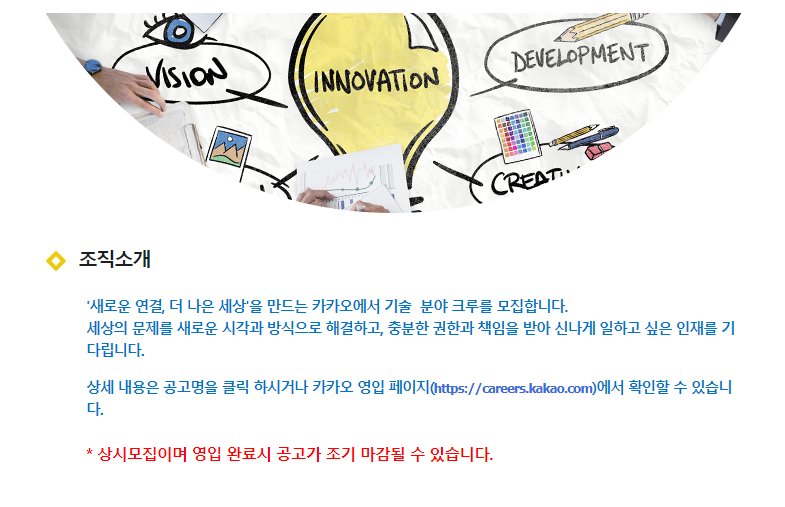 VISION
INNOVATION
DEVELOPMENT
조직소개
'새로운 연결, 더 나은 세상'을 만드는 카카오에서 기술  분야 크루를 모집합니다.
세상의 문제를 새로운 시각과 방식으로 해결하고, 충분한 권한과 책임을 받아 신나게 일하고 싶은 인재를 기
다립니다.
상세 내용은 공고명을 클릭 하시거나 카카오 영입 페이지(https://careers.kakao.com)에서 확인할 수 있습니
다.
* 상시모집이며 영입 완료시 공고가 조기 마감될 수 있습니다.